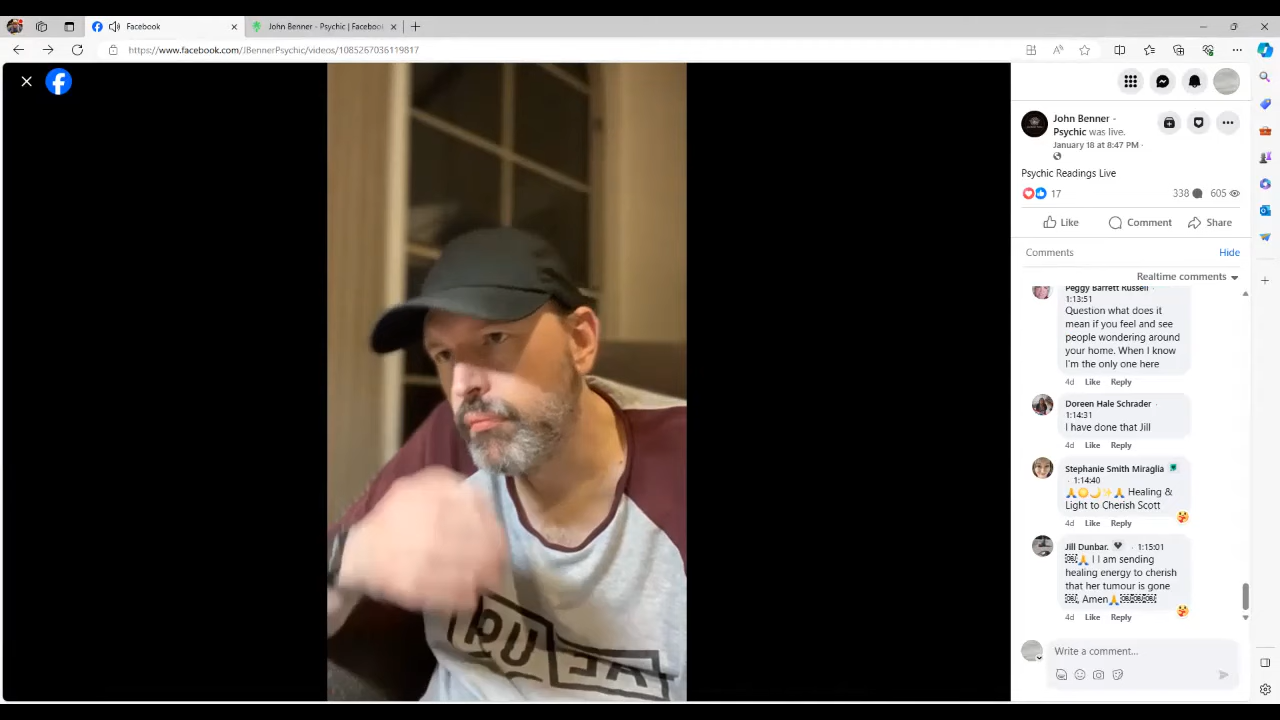 Facebook
John Benner - Psychic | Facebook
https://www.facebook.com/JBennerPsychic/videos/1085267036119817
John Benner -
Psychic was live.
January 18 at 8:47 PM ·
Psychic Readings Live
17
338
605
Like
Comment
Share
Comments
Hide
Realtime comments
Peggy Barrett Russell ·
1:13:51
Question what does it
mean if you feel and see
people wondering around
your home. When I know
I'm the only one here
4d Like Reply
Doreen Hale Schrader ·
1:14:31
I have done that Jill
4d Like Reply
Stephanie Smith Miraglia
· 1:14:40
🙏🌕🌙✨🙏 Healing &
Light to Cherish Scott
4d Like Reply
Jill Dunbar. · 1:15:01
🙏 I I am sending
healing energy to cherish
that her tumour is gone
, Amen🙏
4d Like Reply
Write a comment...